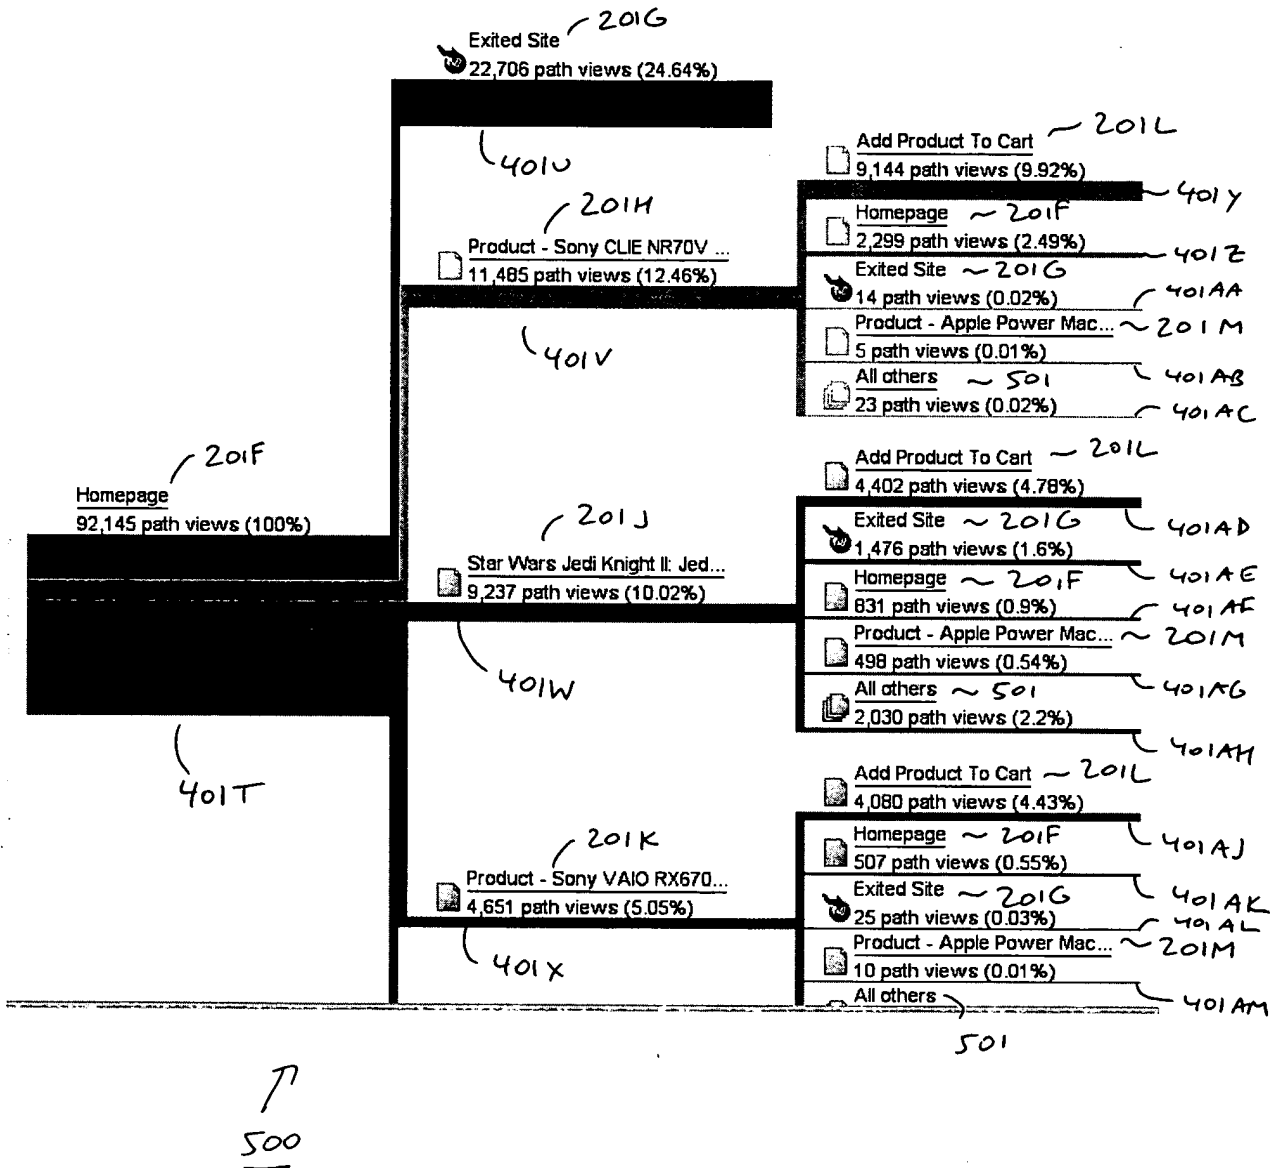 Exited Site 201G
22,706 path views (24.64%)
401U
Add Product To Cart 201L
9,144 path views (9.92%)
401Y
Homepage 201F
2,299 path views (2.49%)
401Z
Exited Site 201G
14 path views (0.02%)
401AA
Product - Apple Power Mac... 201M
5 path views (0.01%)
401AB
All others 501
23 path views (0.02%)
401AC
201H
Product - Sony CLIE NR70V ...
11,485 path views (12.46%)
401V
201F
Homepage
92,145 path views (100%)
401T
201J
Star Wars Jedi Knight II: Jed...
9,237 path views (10.02%)
401W
Add Product To Cart 201L
4,402 path views (4.78%)
401AD
Exited Site 201G
1,476 path views (1.6%)
401AE
Homepage 201F
831 path views (0.9%)
401AF
Product - Apple Power Mac... 201M
498 path views (0.54%)
401AG
All others 501
2,030 path views (2.2%)
401AH
201K
Product - Sony VAIO RX670...
4,651 path views (5.05%)
401X
Add Product To Cart 201L
4,080 path views (4.43%)
401AJ
Homepage 201F
507 path views (0.55%)
401AK
Exited Site 201G
25 path views (0.03%)
401AL
Product - Apple Power Mac... 201M
10 path views (0.01%)
401AM
All others
501
500